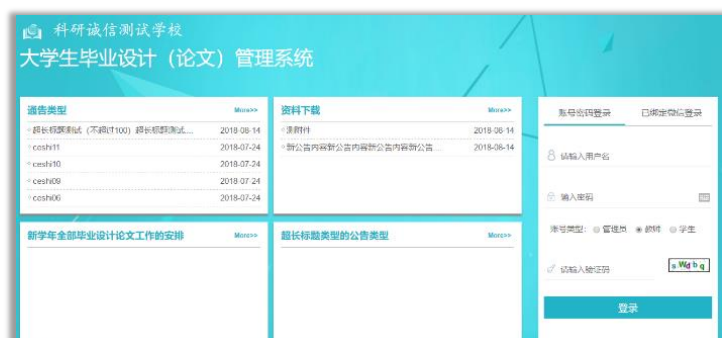 科研诚信测试学校
大学生毕业设计（论文）管理系统
通告类型 More>>
超长标题测试（不超过100）超长标题测试... 2018-08-14
ceshi11 2018-07-24
ceshi10 2018-07-24
ceshi09 2018-07-24
ceshi06 2018-07-24
资料下载 More>>
测附件 2018-08-14
新公告内容新公告内容新公告内容新公告... 2018-08-14
新学年全部毕业设计论文工作的安排 More>>
超长标题类型的公告类型 More>>
账号密码登录 已绑定微信登录
请输入用户名
输入密码
账号类型： 管理员 教师 学生
请输入验证码 sWdbq
登录